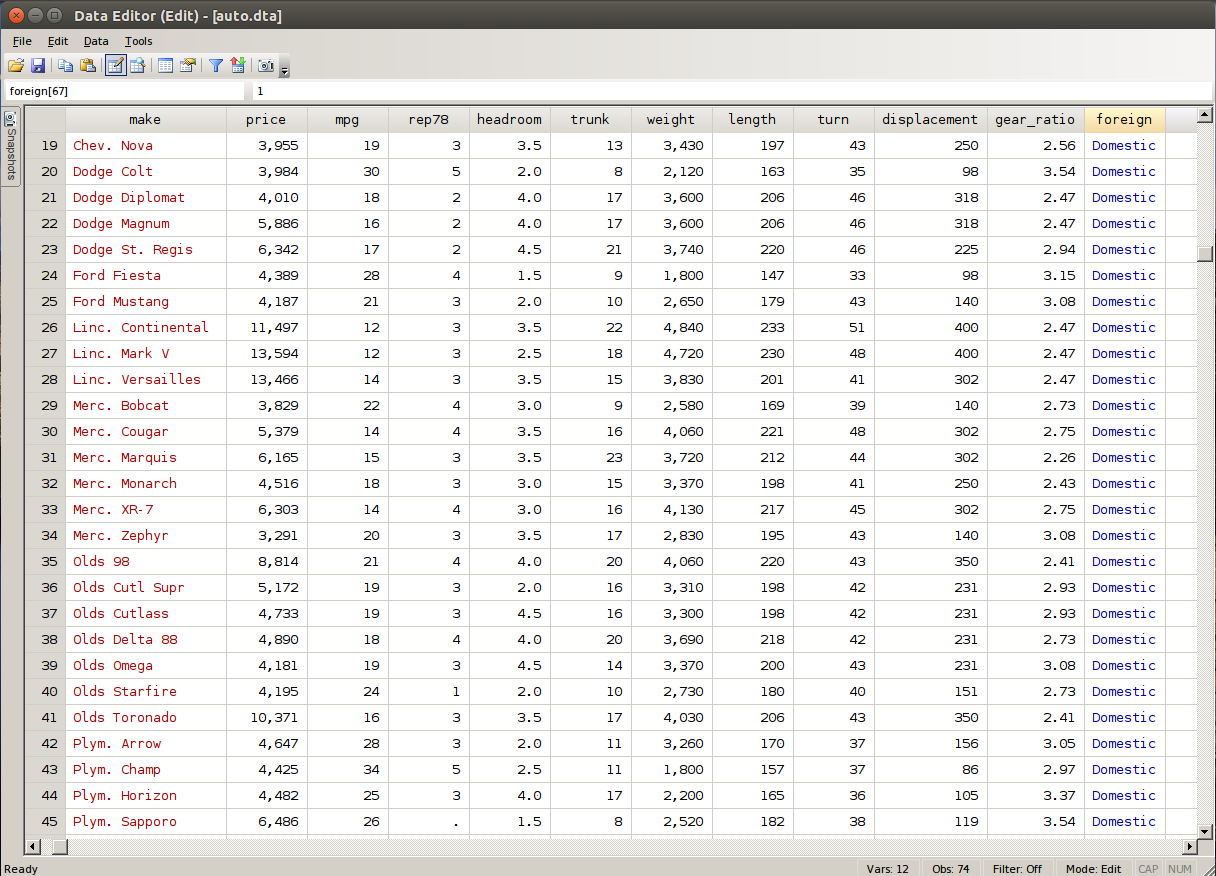 Data Editor (Edit) - [auto.dta]
File Edit Data Tools
foreign[67] 1
Snapshots
make price mpg rep78 headroom trunk weight length turn displacement gear_ratio foreign
19 Chev. Nova 3,955 19 3 3.5 13 3,430 197 43 250 2.56 Domestic
20 Dodge Colt 3,984 30 5 2.0 8 2,120 163 35 98 3.54 Domestic
21 Dodge Diplomat 4,010 18 2 4.0 17 3,600 206 46 318 2.47 Domestic
22 Dodge Magnum 5,886 16 2 4.0 17 3,600 206 46 318 2.47 Domestic
23 Dodge St. Regis 6,342 17 2 4.5 21 3,740 220 46 225 2.94 Domestic
24 Ford Fiesta 4,389 28 4 1.5 9 1,800 147 33 98 3.15 Domestic
25 Ford Mustang 4,187 21 3 2.0 10 2,650 179 43 140 3.08 Domestic
26 Linc. Continental 11,497 12 3 3.5 22 4,840 233 51 400 2.47 Domestic
27 Linc. Mark V 13,594 12 3 2.5 18 4,720 230 48 400 2.47 Domestic
28 Linc. Versailles 13,466 14 3 3.5 15 3,830 201 41 302 2.47 Domestic
29 Merc. Bobcat 3,829 22 4 3.0 9 2,580 169 39 140 2.73 Domestic
30 Merc. Cougar 5,379 14 4 3.5 16 4,060 221 48 302 2.75 Domestic
31 Merc. Marquis 6,165 15 3 3.5 23 3,720 212 44 302 2.26 Domestic
32 Merc. Monarch 4,516 18 3 3.0 15 3,370 198 41 250 2.43 Domestic
33 Merc. XR-7 6,303 14 4 3.0 16 4,130 217 45 302 2.75 Domestic
34 Merc. Zephyr 3,291 20 3 3.5 17 2,830 195 43 140 3.08 Domestic
35 Olds 98 8,814 21 4 4.0 20 4,060 220 43 350 2.41 Domestic
36 Olds Cutl Supr 5,172 19 3 2.0 16 3,310 198 42 231 2.93 Domestic
37 Olds Cutlass 4,733 19 3 4.5 16 3,300 198 42 231 2.93 Domestic
38 Olds Delta 88 4,890 18 4 4.0 20 3,690 218 42 231 2.73 Domestic
39 Olds Omega 4,181 19 3 4.5 14 3,370 200 43 231 3.08 Domestic
40 Olds Starfire 4,195 24 1 2.0 10 2,730 180 40 151 2.73 Domestic
41 Olds Toronado 10,371 16 3 3.5 17 4,030 206 43 350 2.41 Domestic
42 Plym. Arrow 4,647 28 3 2.0 11 3,260 170 37 156 3.05 Domestic
43 Plym. Champ 4,425 34 5 2.5 11 1,800 157 37 86 2.97 Domestic
44 Plym. Horizon 4,482 25 3 4.0 17 2,200 165 36 105 3.37 Domestic
45 Plym. Sapporo 6,486 26 . 1.5 8 2,520 182 38 119 3.54 Domestic
Ready Vars: 12 Obs: 74 Filter: Off Mode: Edit CAP NUM